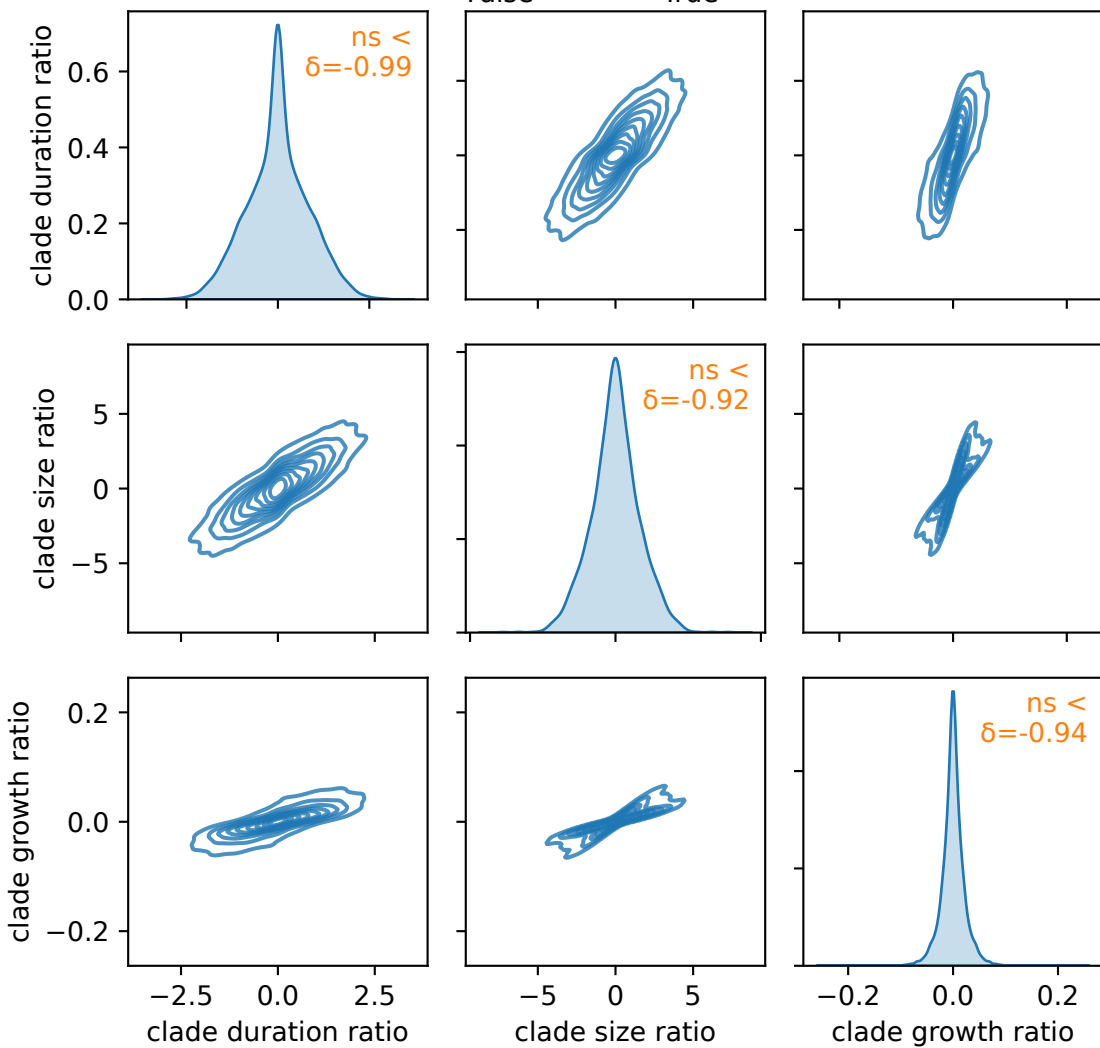 clade duration ratio
0.6
0.4
0.2
0.0
ns <
δ=-0.99
clade size ratio
5
0
−5
ns <
δ=-0.92
clade growth ratio
0.2
0.0
−0.2
ns <
δ=-0.94
−2.5 0.0 2.5
−5 0 5
−0.2 0.0 0.2
clade duration ratio
clade size ratio
clade growth ratio